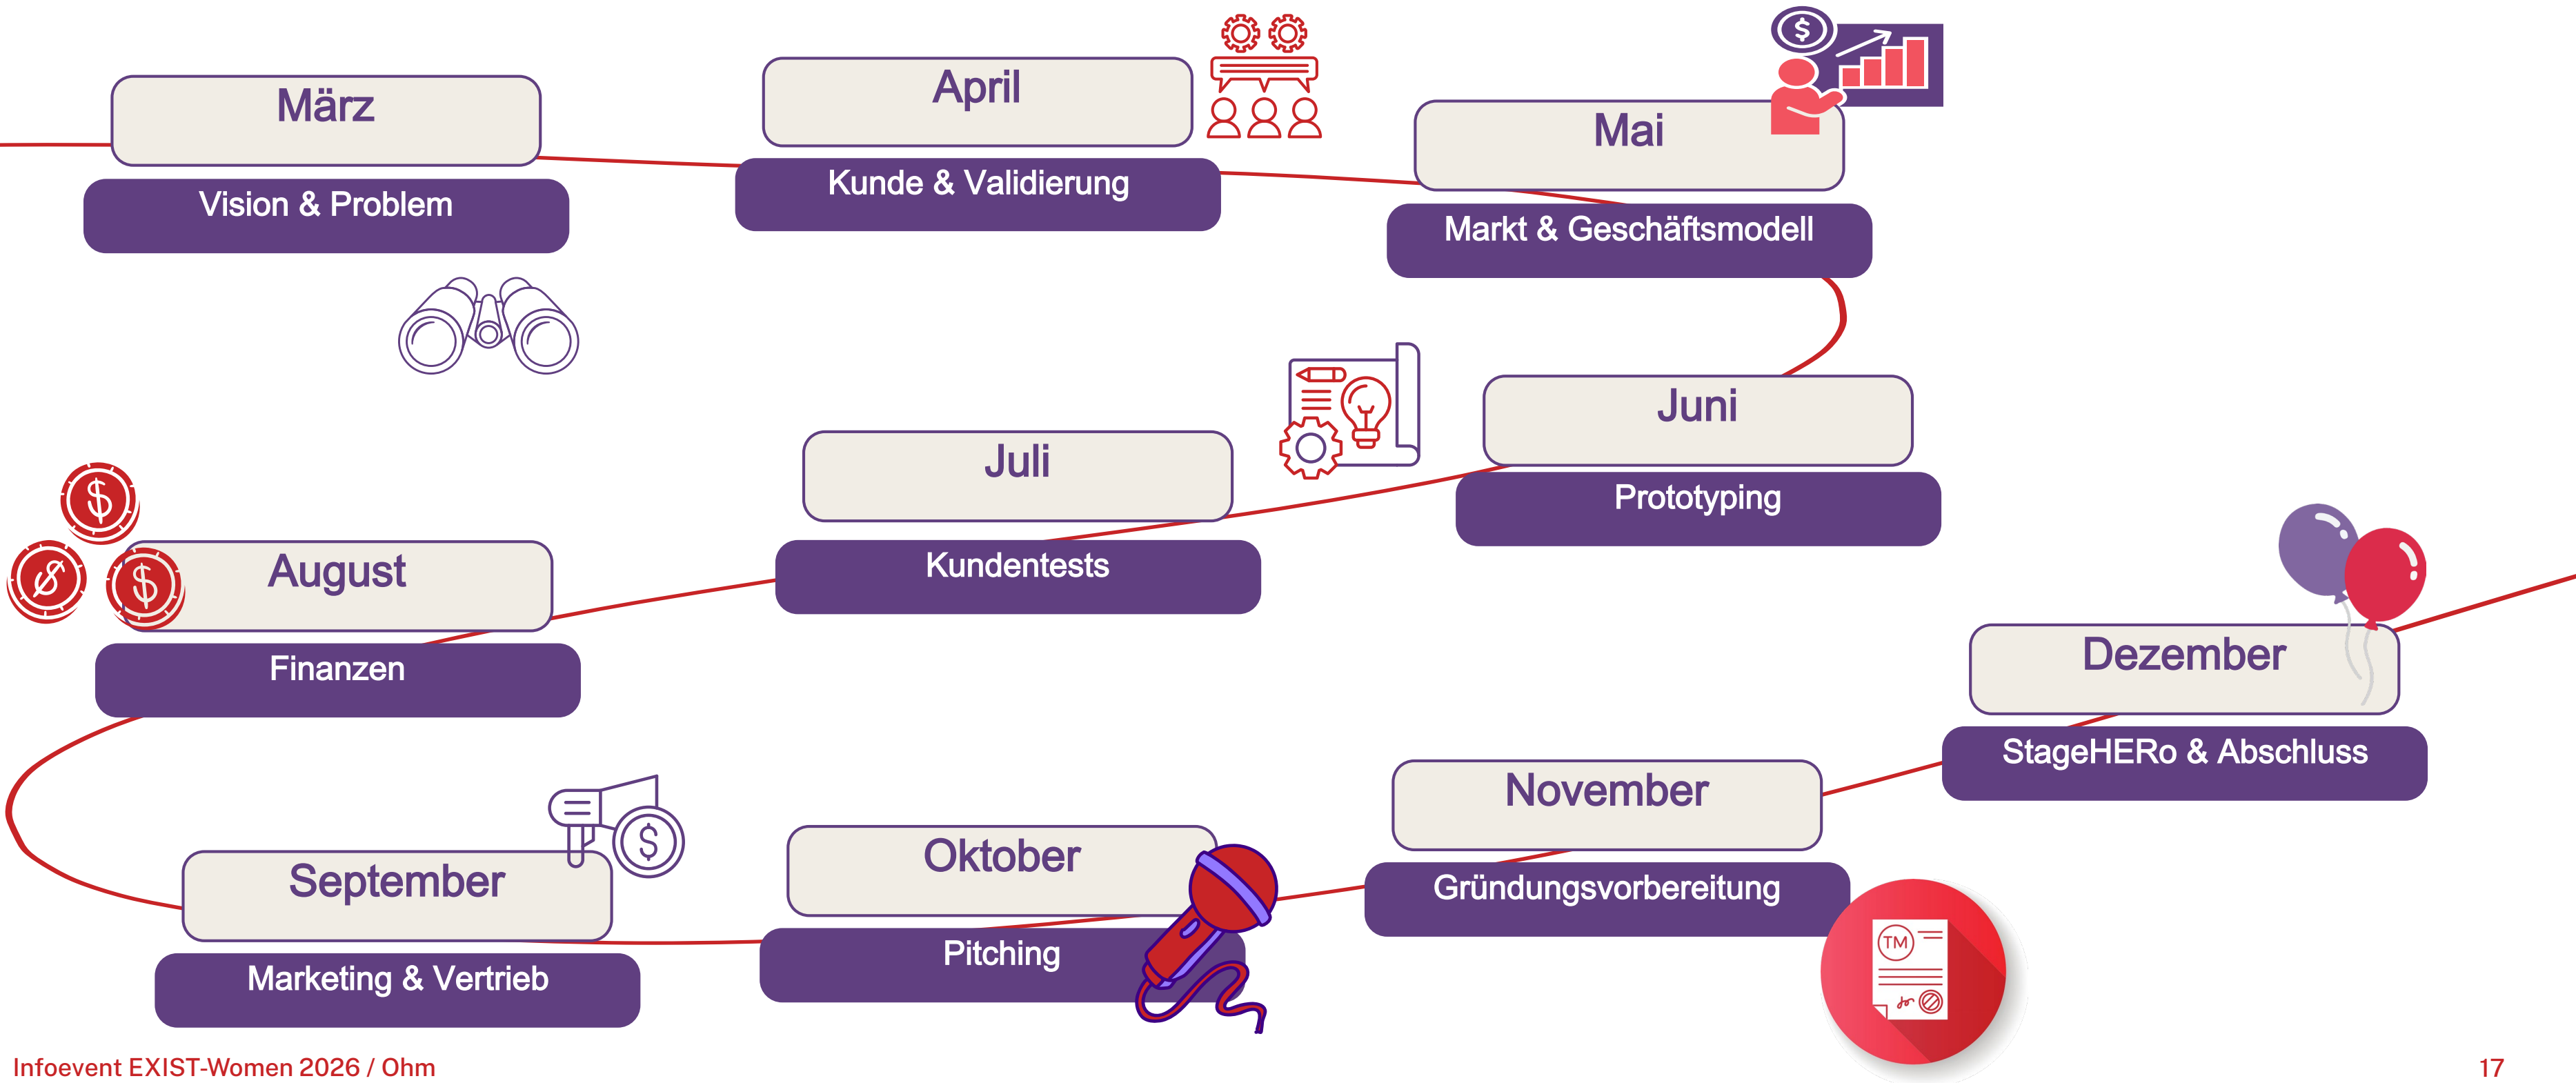 März
Vision & Problem
April
Kunde & Validierung
Mai
Markt & Geschäftsmodell
Juni
Prototyping
Juli
Kundentests
August
Finanzen
September
Marketing & Vertrieb
Oktober
Pitching
November
Gründungsvorbereitung
TM
Dezember
StageHERo & Abschluss
Infoevent EXIST-Women 2026 / Ohm
17